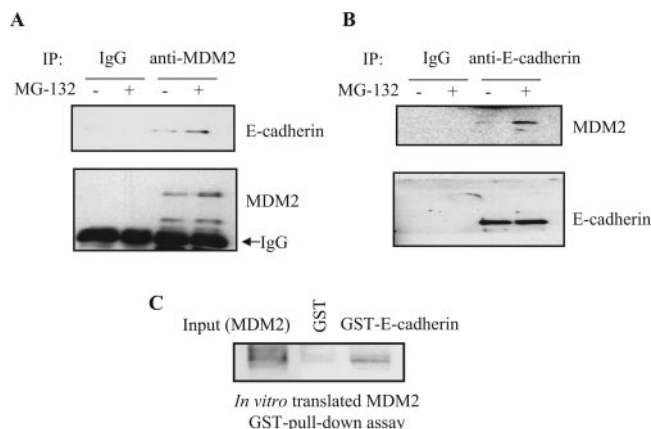 A
IP: IgG anti-MDM2
MG-132 - + - +
E-cadherin
MDM2
←IgG
B
IP: IgG anti-E-cadherin
MG-132: - + - +
MDM2
E-cadherin
C
Input (MDM2) GST GST-E-cadherin
In vitro translated MDM2
GST-pull-down assay